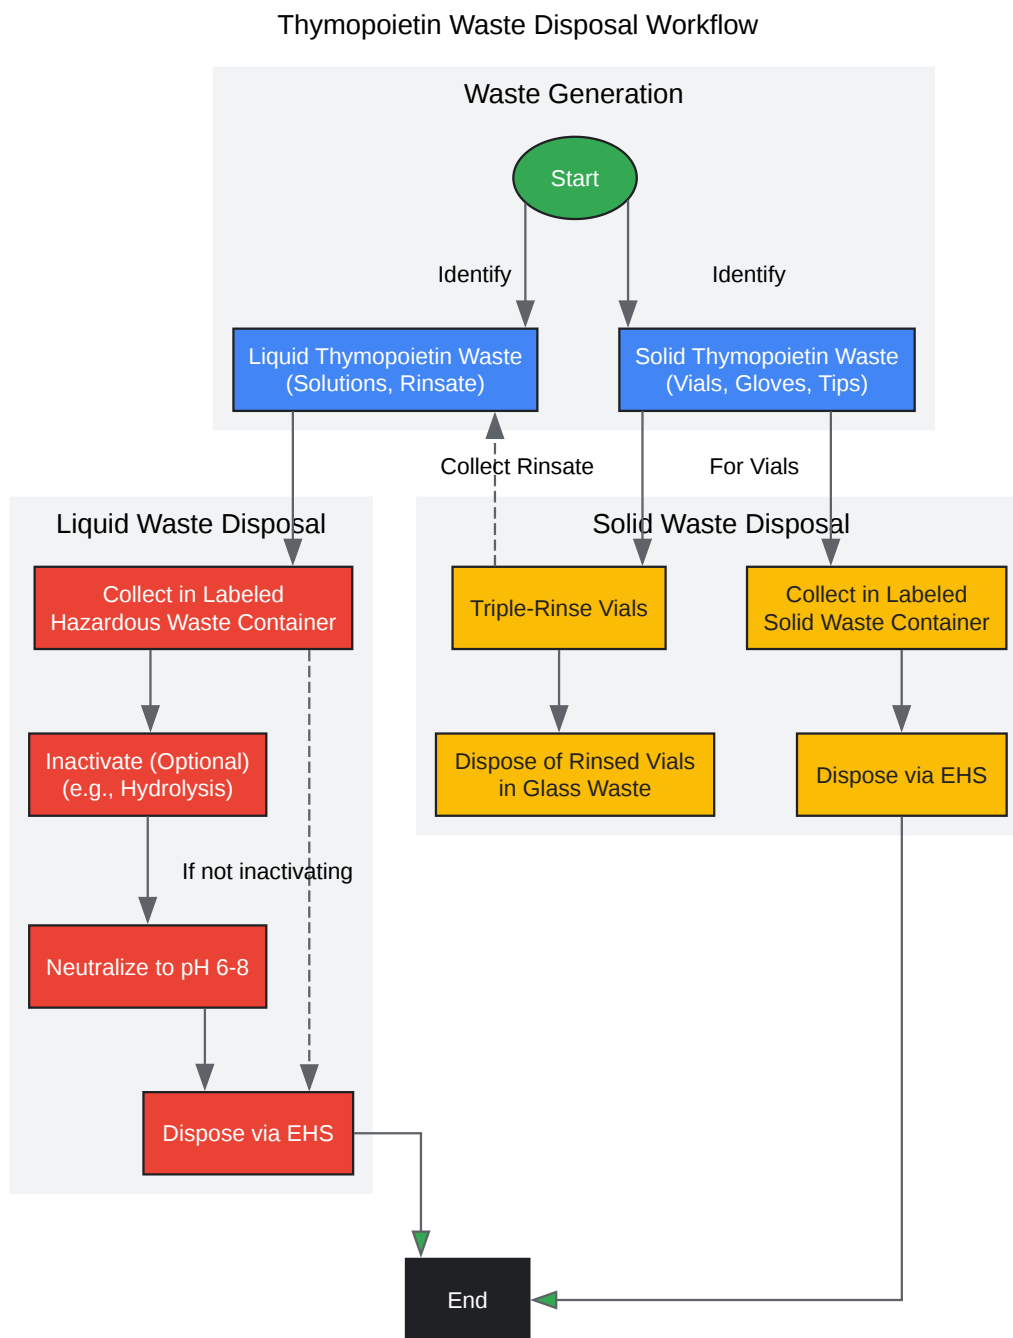 Thymopoietin Waste Disposal Workflow
Waste Generation
Start
Identify
Identify
Liquid Thymopoietin Waste
(Solutions, Rinsate)
Solid Thymopoietin Waste
(Vials, Gloves, Tips)
Collect Rinsate
For Vials
Liquid Waste Disposal
Solid Waste Disposal
Collect in Labeled
Hazardous Waste Container
Triple-Rinse Vials
Collect in Labeled
Solid Waste Container
Inactivate (Optional)
(e.g., Hydrolysis)
Dispose of Rinsed Vials
in Glass Waste
Dispose via EHS
If not inactivating
Neutralize to pH 6-8
Dispose via EHS
End